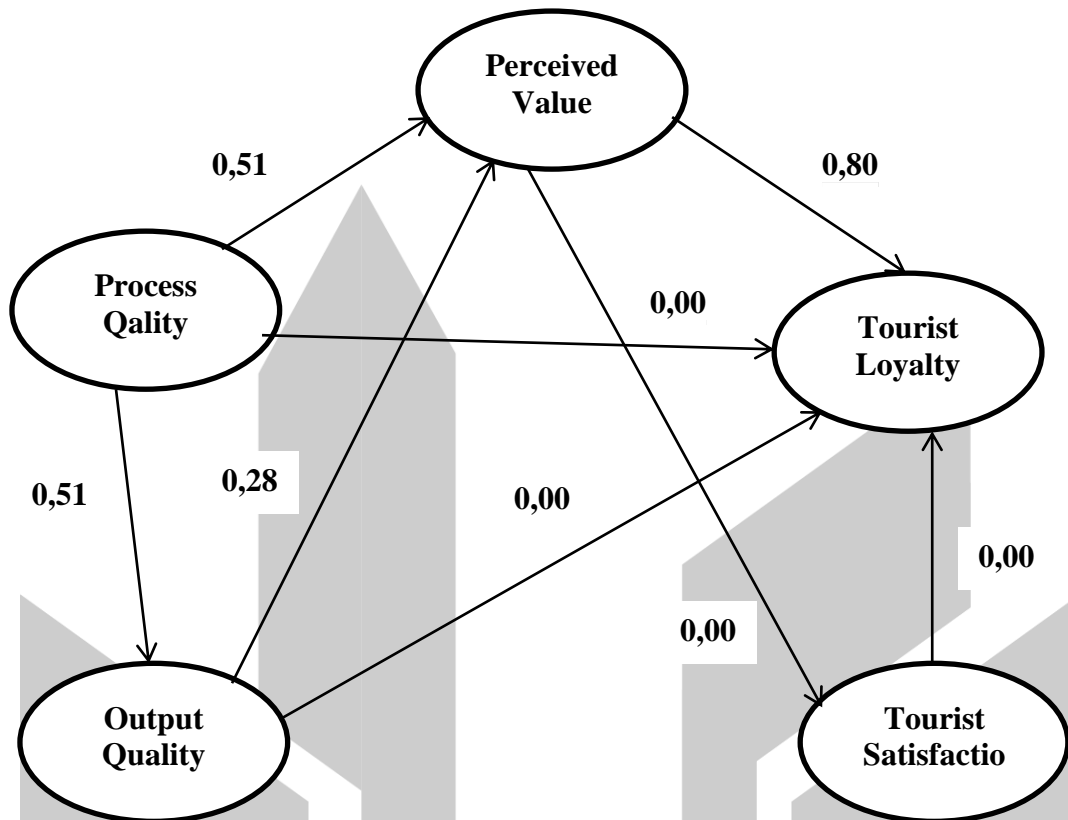 Perceived
Value
0,51
0,80
Process
Qality
0,00
Tourist
Loyalty
0,51
0,28
0,00
0,00
0,00
Output
Quality
Tourist
Satisfactio